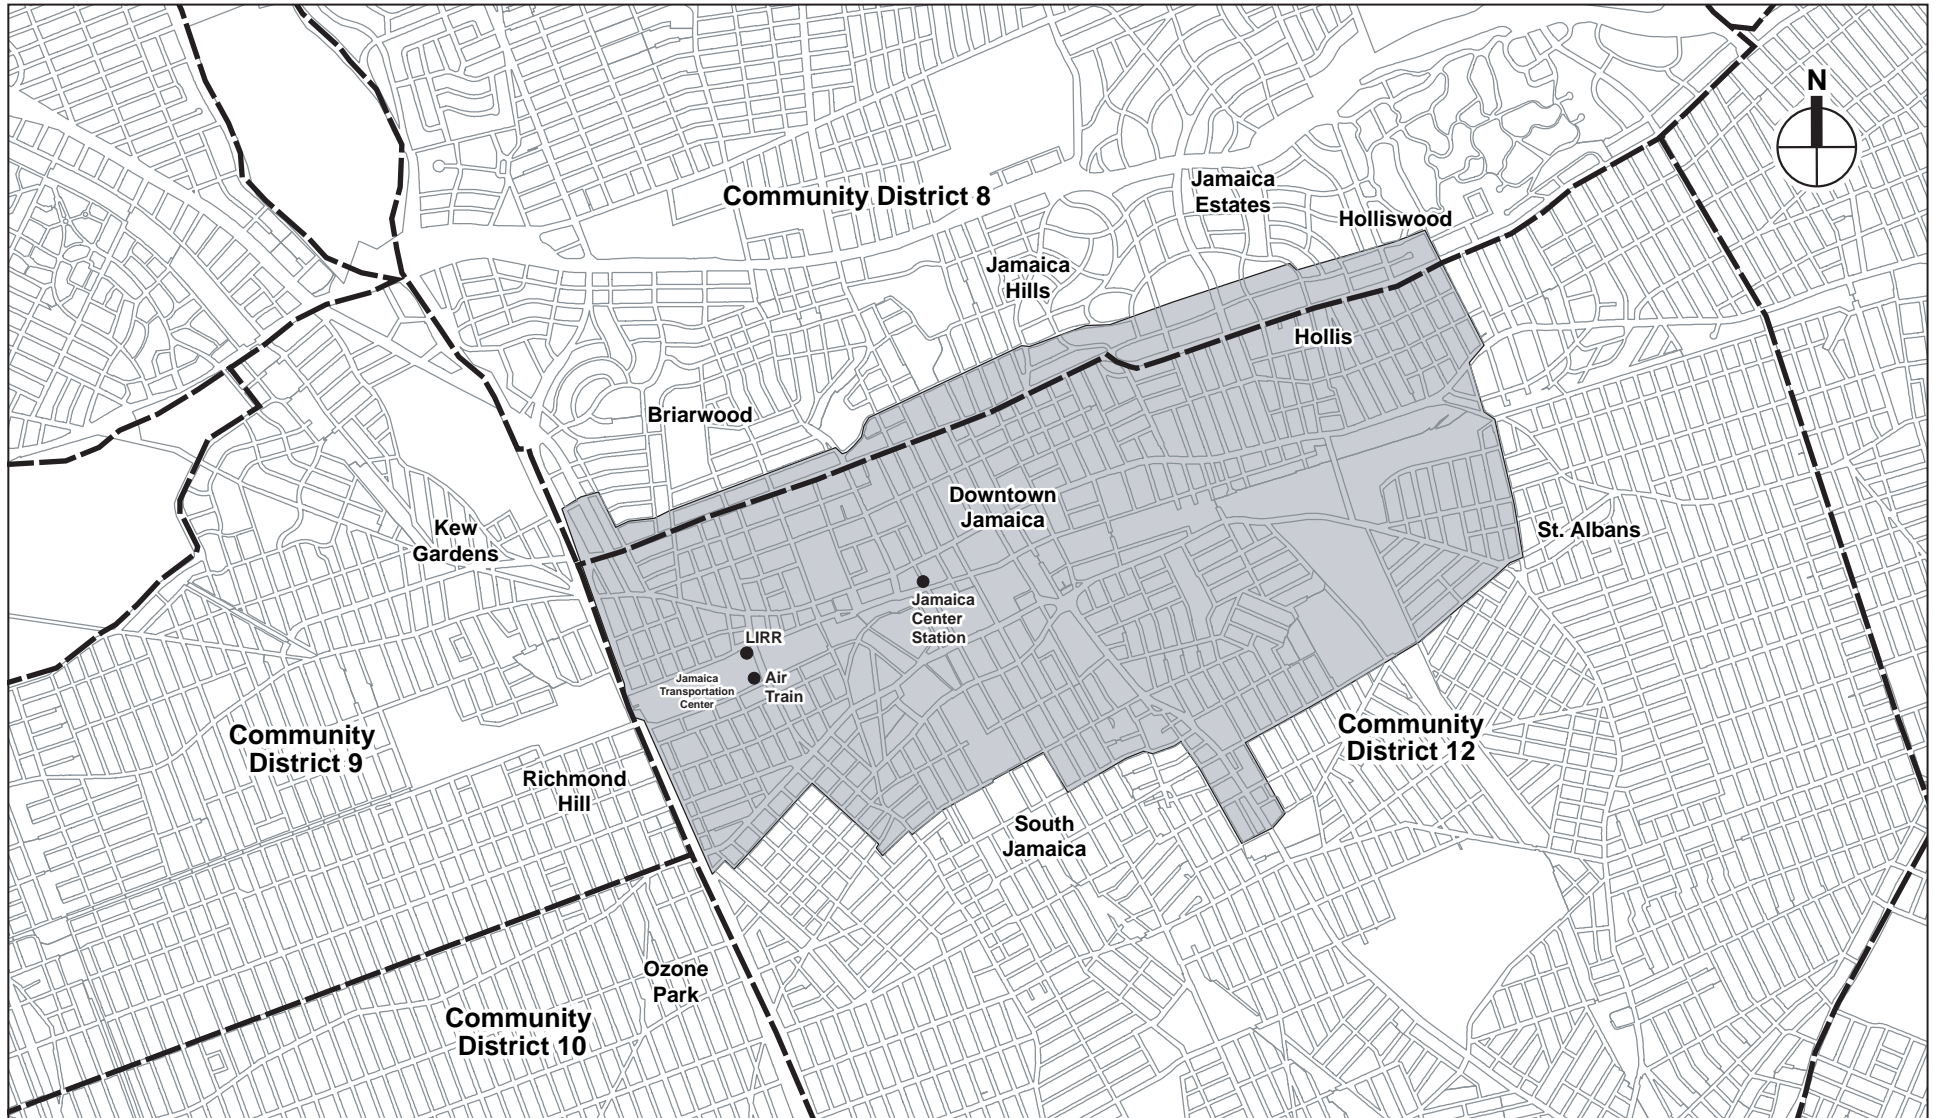 N
Community District 8
Jamaica
Estates
Holliswood
Jamaica
Hills
Hollis
Briarwood
Downtown
Jamaica
Kew
Gardens
St. Albans
Jamaica
Center
Station
LIRR
Jamaica
Transportation
Center
Air
Train
Community
District 9
Community
District 12
Richmond
Hill
South
Jamaica
Ozone
Park
Community
District 10